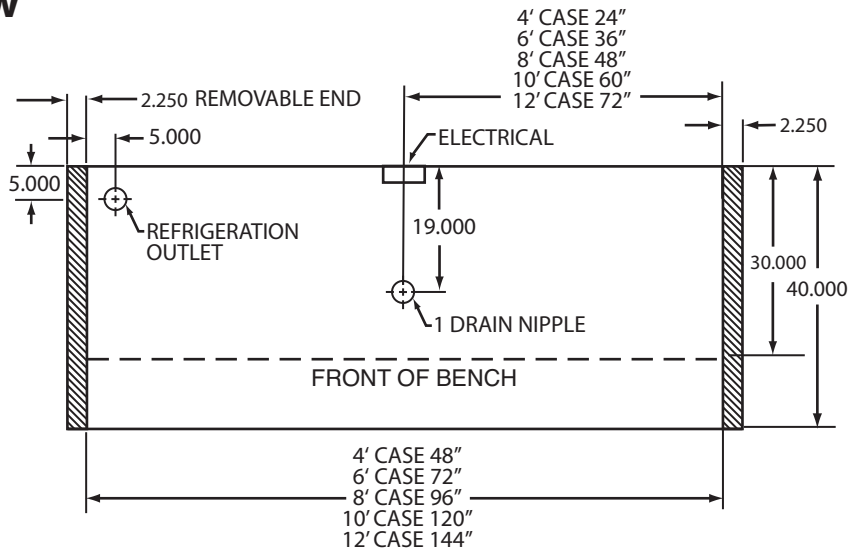 W
4' CASE 24"
6' CASE 36"
8' CASE 48"
10' CASE 60"
12' CASE 72"
2.250 REMOVABLE END
2.250
5.000
ELECTRICAL
5.000
19.000
REFRIGERATION
OUTLET
30.000
40.000
1 DRAIN NIPPLE
FRONT OF BENCH
4' CASE 48"
6' CASE 72"
8' CASE 96"
10' CASE 120"
12' CASE 144"